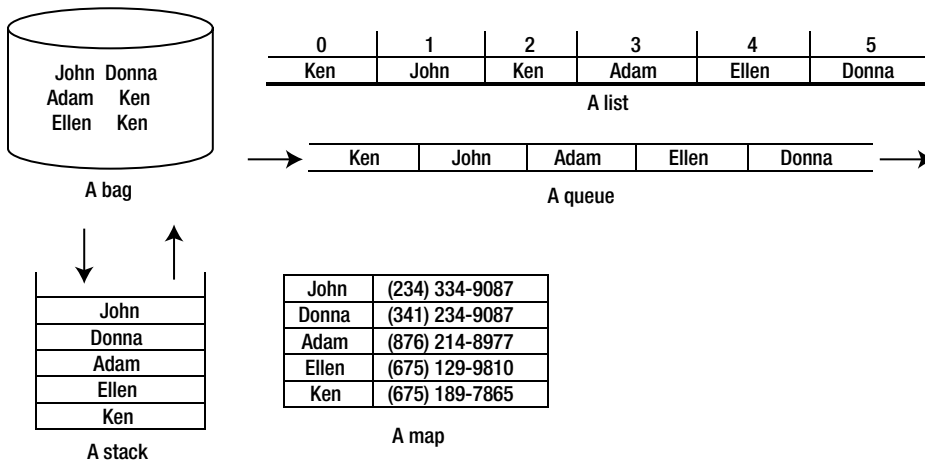 John Donna
Adam Ken
Ellen Ken
A bag
0 1 2 3 4 5
Ken John Ken Adam Ellen Donna
A list
Ken John Adam Ellen Donna
A queue
John
Donna
Adam
Ellen
Ken
A stack
John (234) 334-9087
Donna (341) 234-9087
Adam (876) 214-8977
Ellen (675) 129-9810
Ken (675) 189-7865
A map